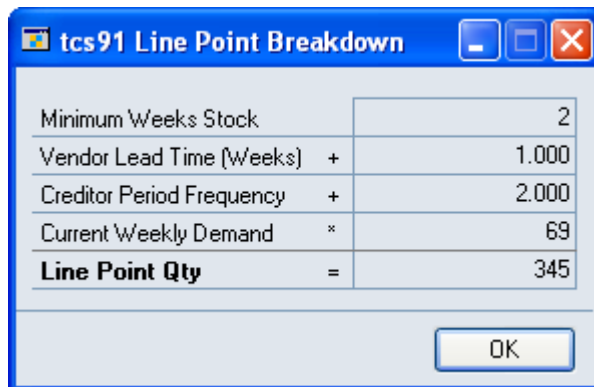 tcs91 Line Point Breakdown
Minimum Weeks Stock 2
Vendor Lead Time (Weeks) + 1.000
Creditor Period Frequency + 2.000
Current Weekly Demand * 69
Line Point Qty = 345
OK